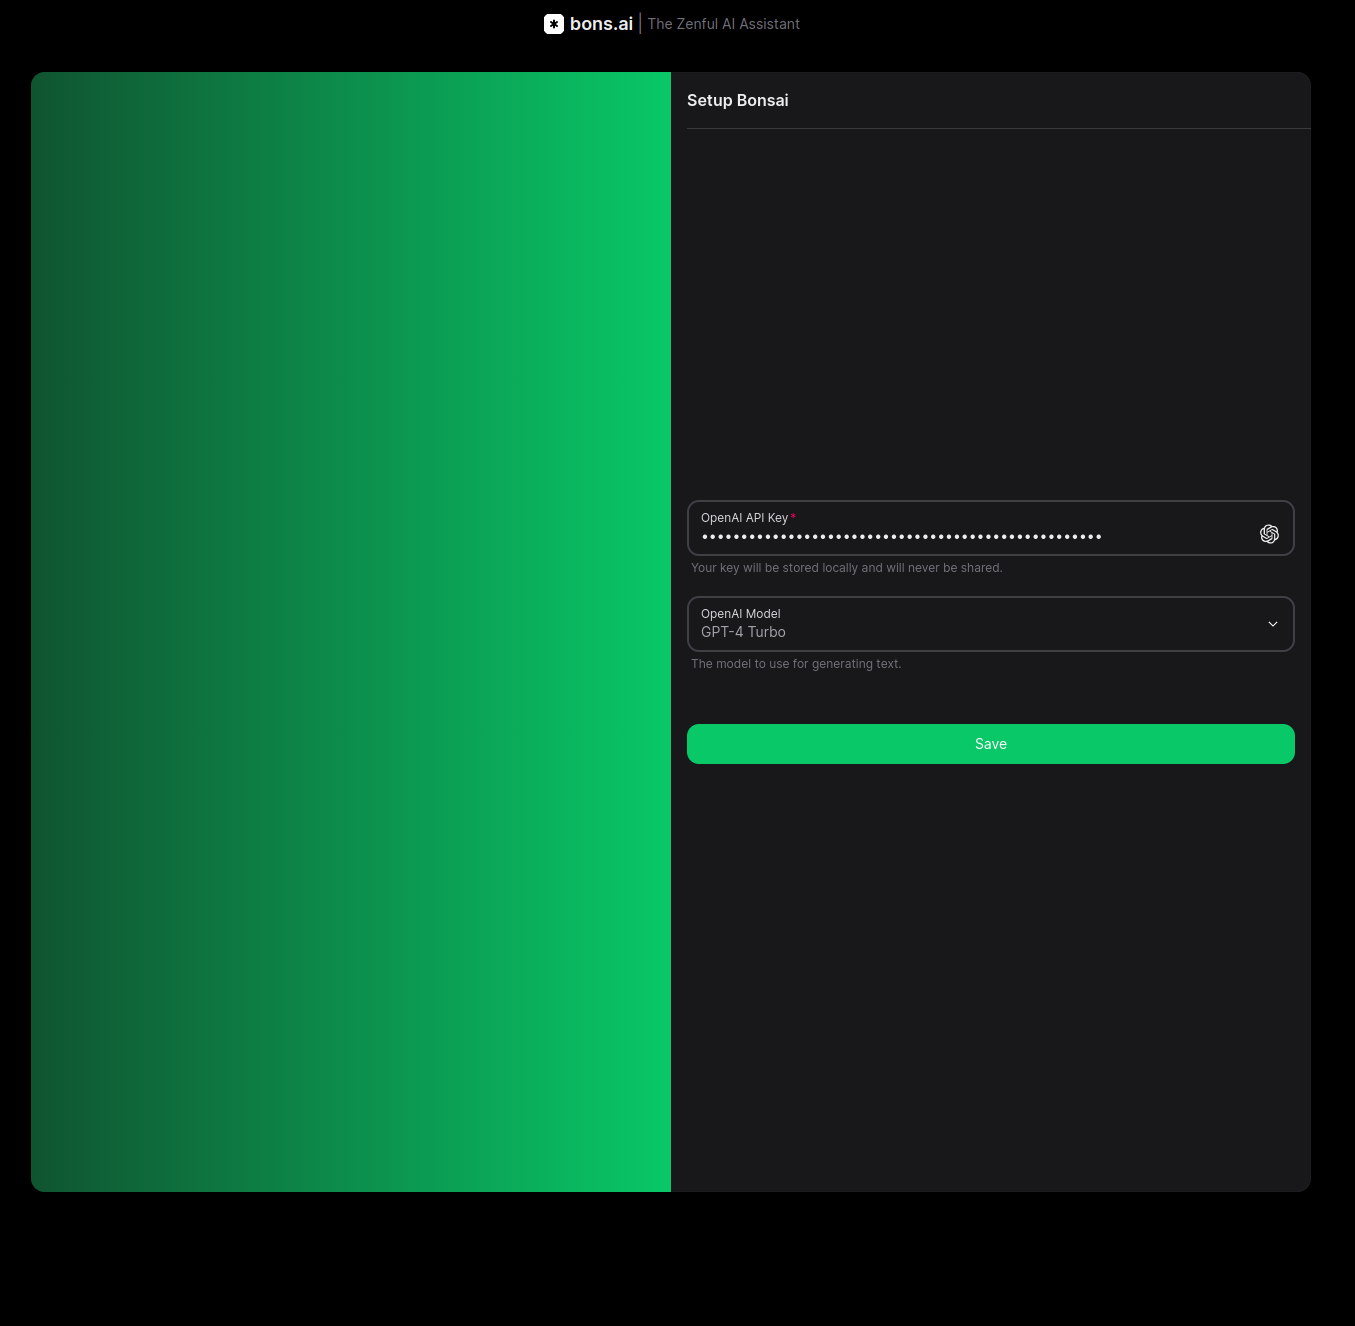 bons.ai | The Zenful AI Assistant
Setup Bonsai
OpenAI API Key*
•••••••••••••••••••••••••••••••••••••••••••••••••••
Your key will be stored locally and will never be shared.
OpenAI Model
GPT-4 Turbo
The model to use for generating text.
Save